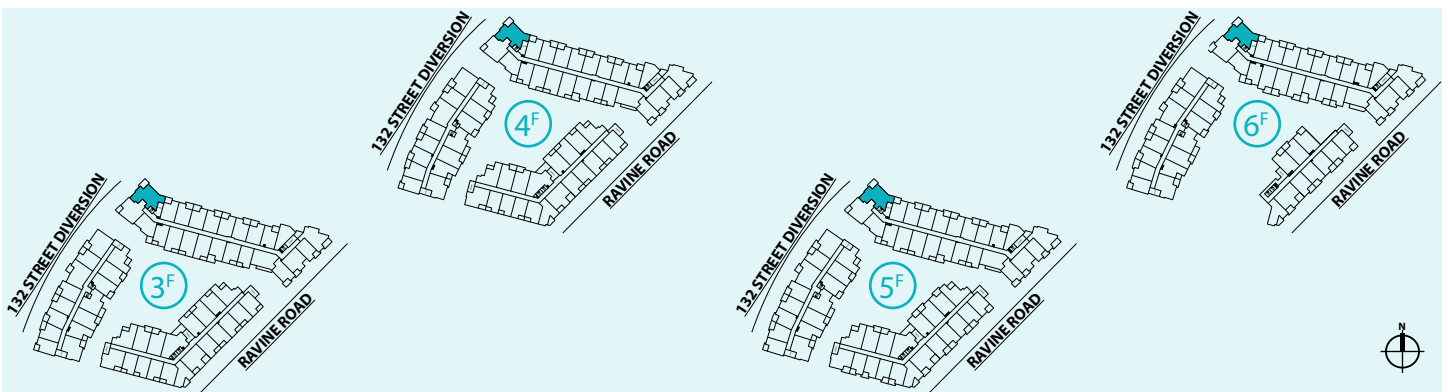 132 STREET DIVERSION
3F
RAVINE ROAD
132 STREET DIVERSION
4F
RAVINE ROAD
132 STREET DIVERSION
5F
RAVINE ROAD
132 STREET DIVERSION
6F
RAVINE ROAD
N